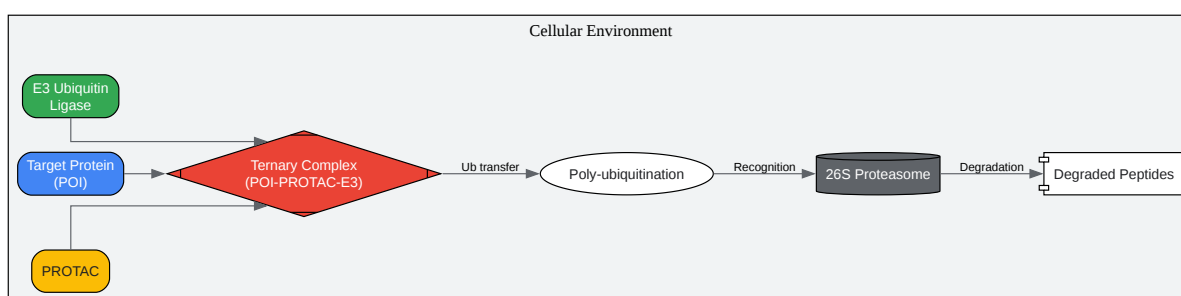 Cellular Environment
E3 Ubiquitin
Ligase
Target Protein
(POI)
PROTAC
Ternary Complex
(POI-PROTAC-E3)
Ub transfer
Poly-ubiquitination
Recognition
26S Proteasome
Degradation
Degraded Peptides